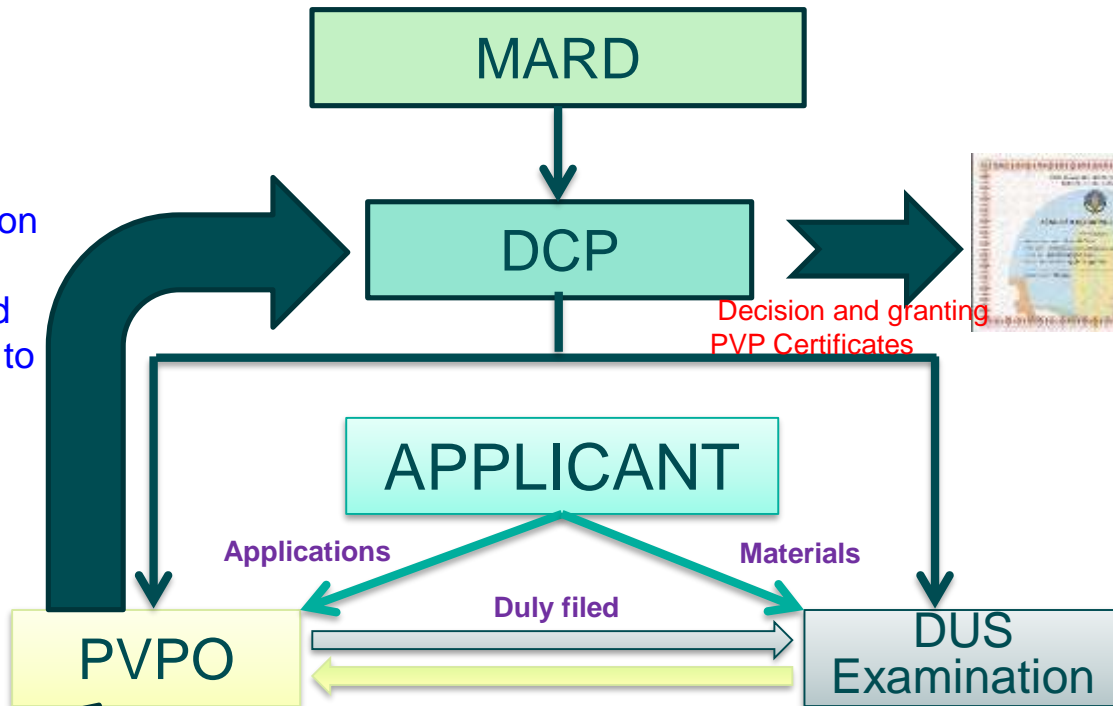 MARD
on
DCP
d
to
Decision and granting
PVP Certificates
APPLICANT
Applications
Materials
Duly filed
PVPO
DUS
Examination